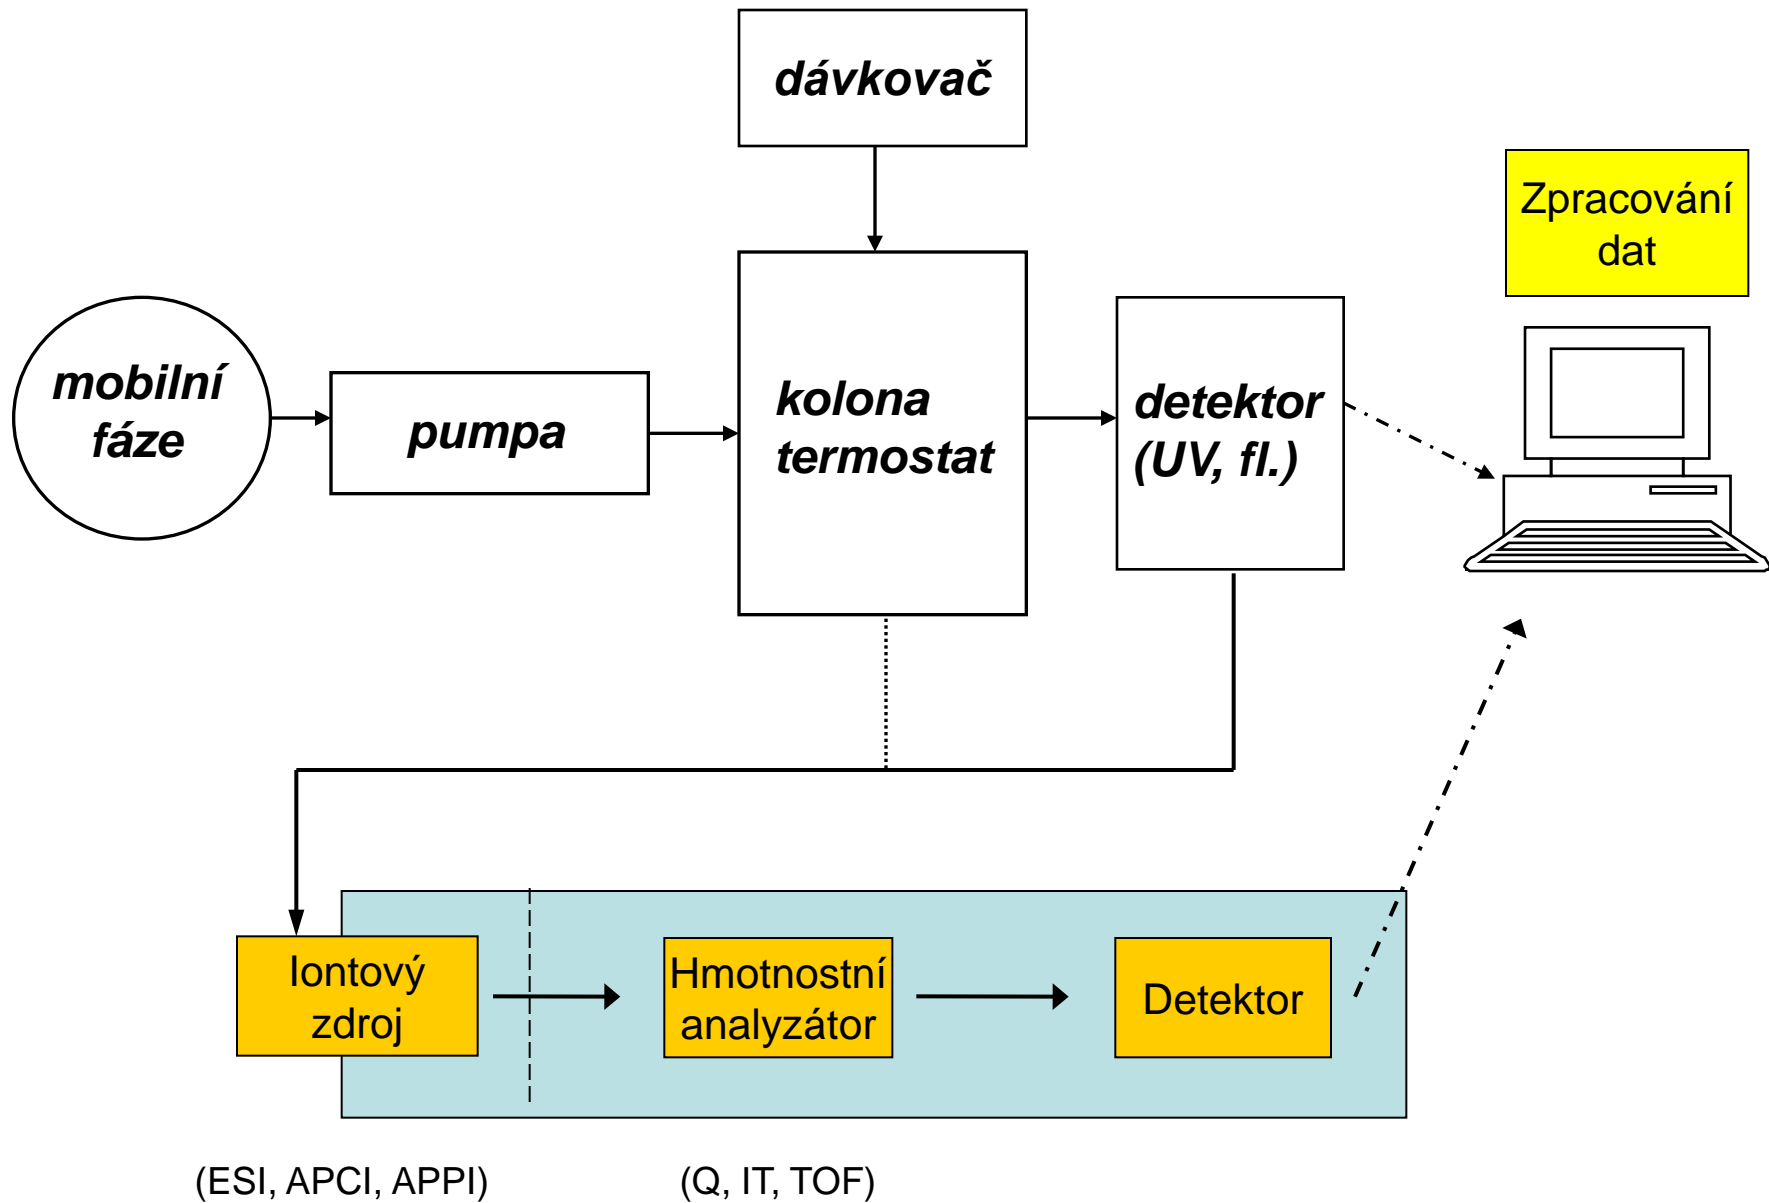 dávkovač
Zpracování
dat
mobilní
fáze
pumpa
kolona
termostat
detektor
(UV, fl.)
Iontový
zdroj
Hmotnostní
analyzátor
Detektor
(ESI, APCI, APPI)
(Q, IT, TOF)